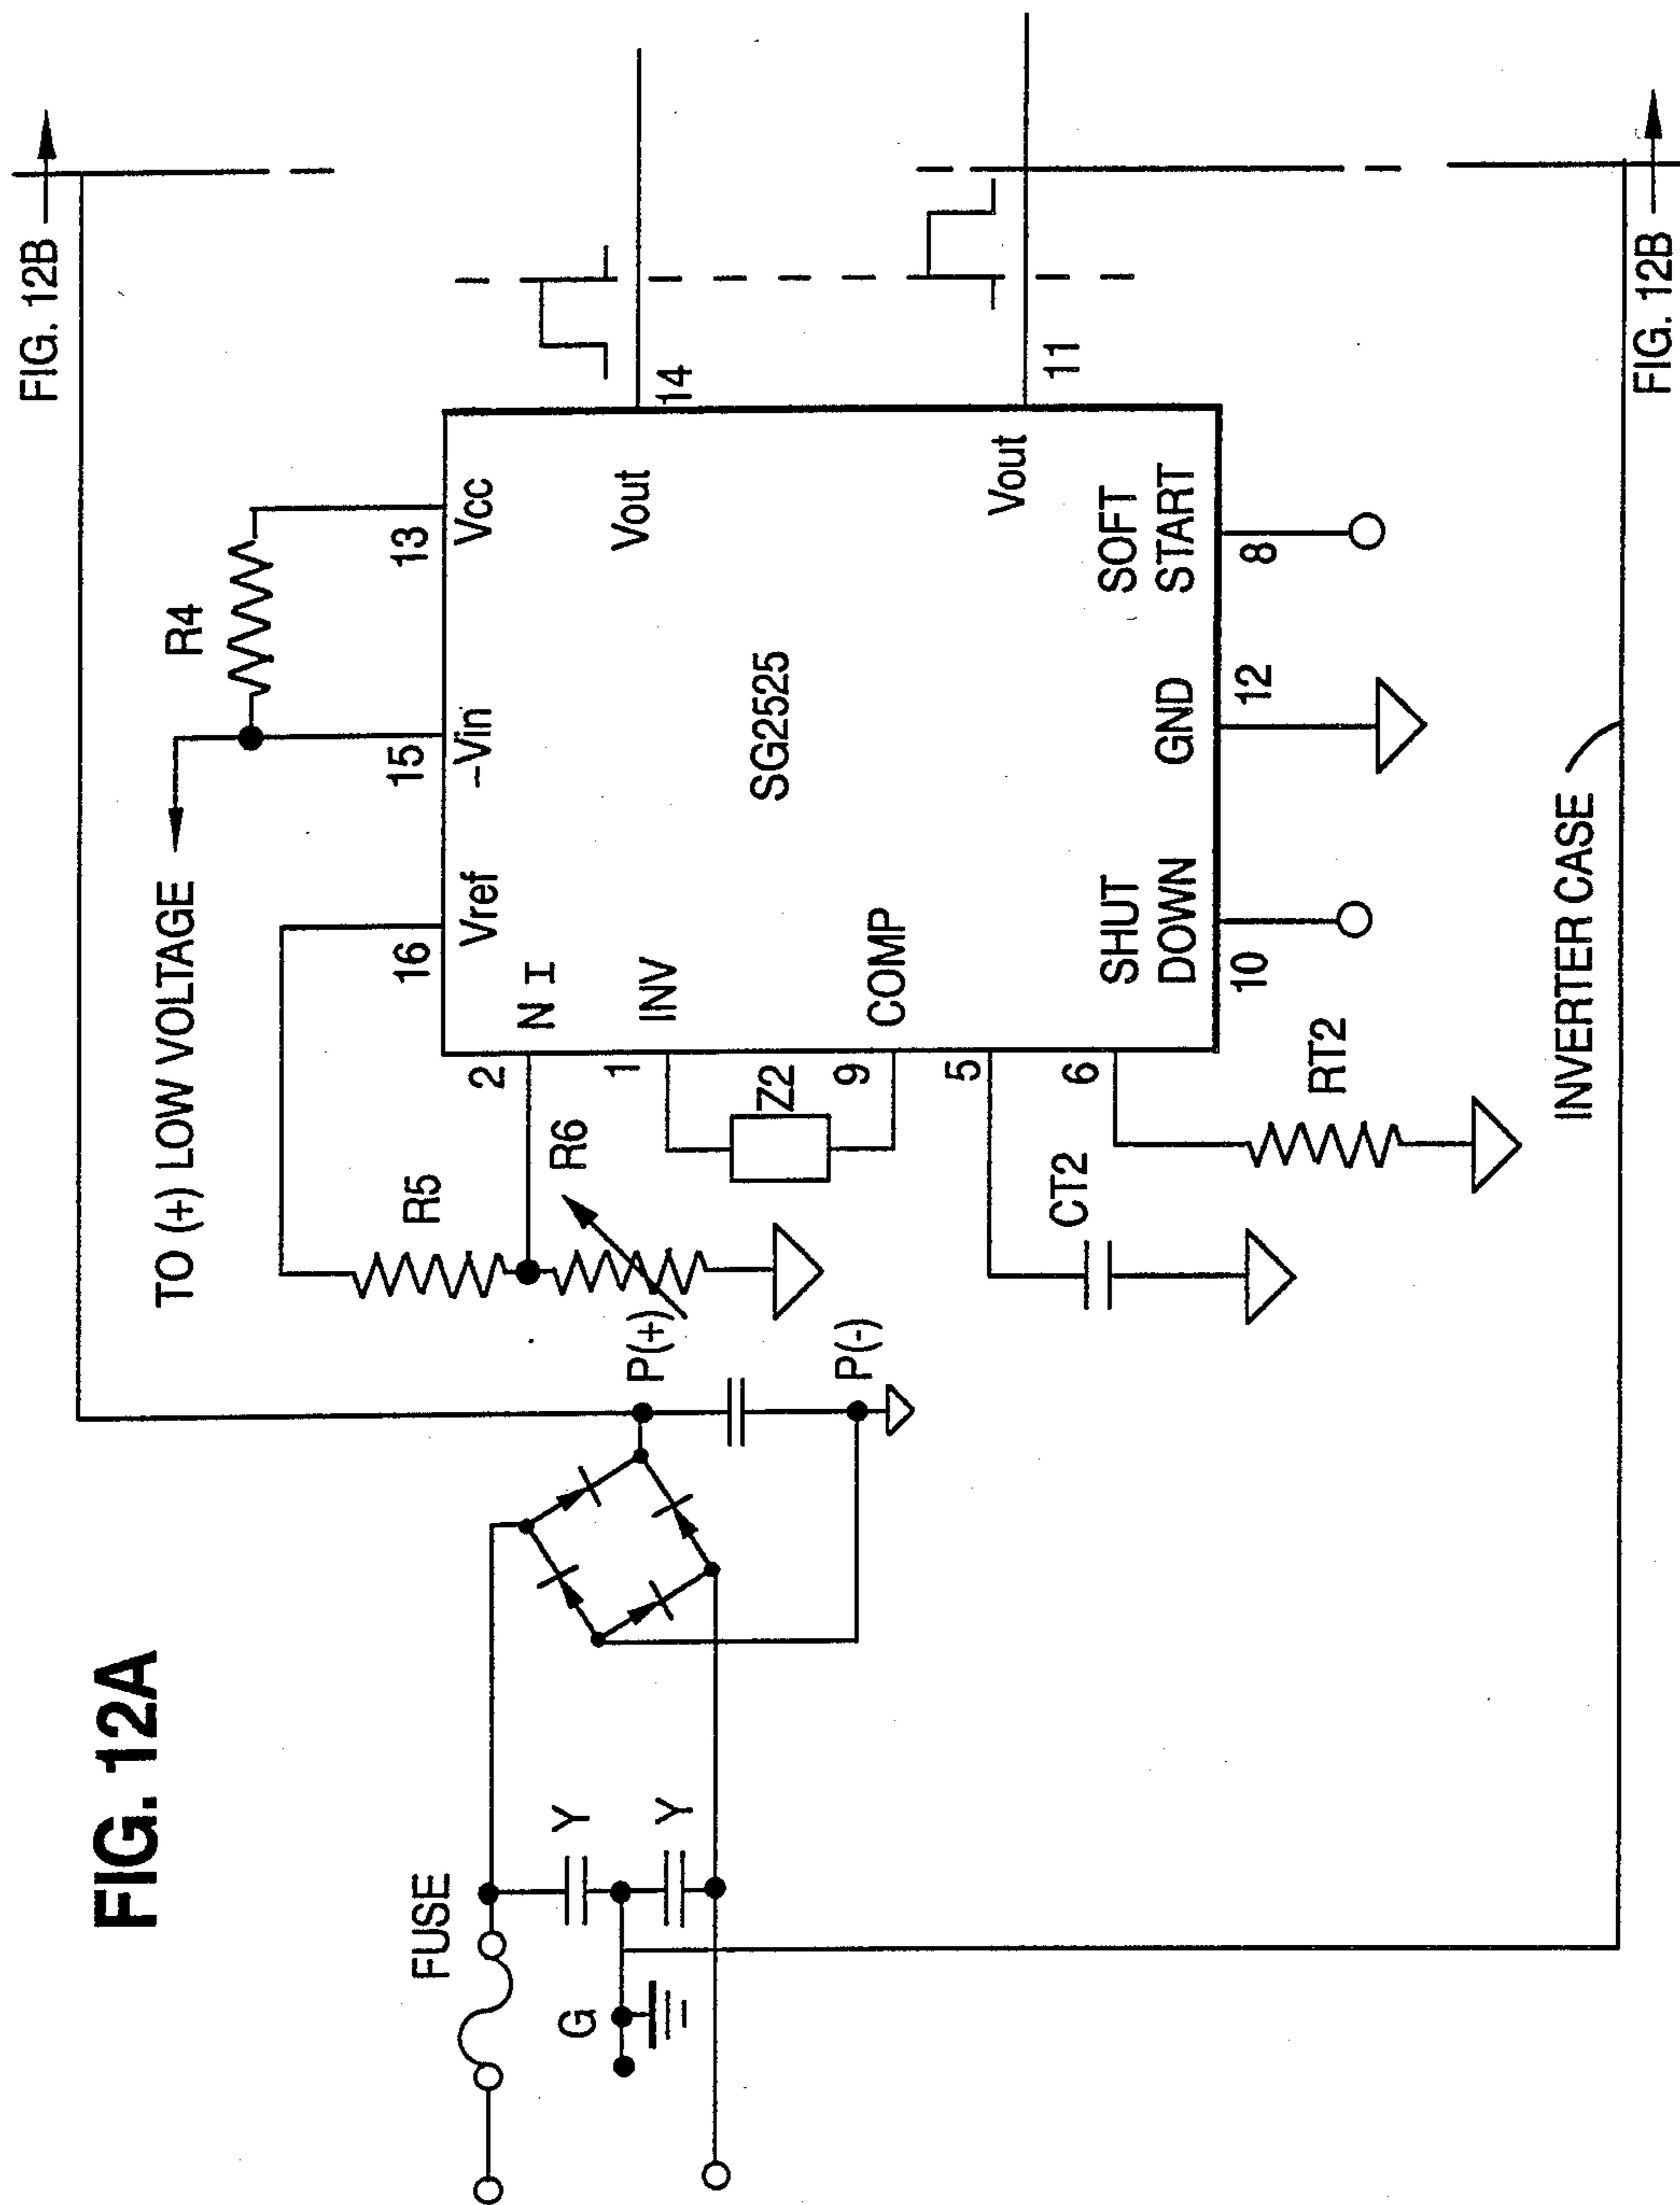 FIG. 12A
FIG. 12B
TO (+) LOW VOLTAGE
R4
16
15
13
Vref
~Vin
Vcc
R5
2
N I
Vout
14
FUSE
R6
1
INV
P(+)
Y
G
Y
Z2
SG2525
9
COMP
P(-)
5
Vout
11
CT2
6
SHUT
DOWN
GND
SOFT
START
10
12
8
RT2
INVERTER CASE
FIG. 12B